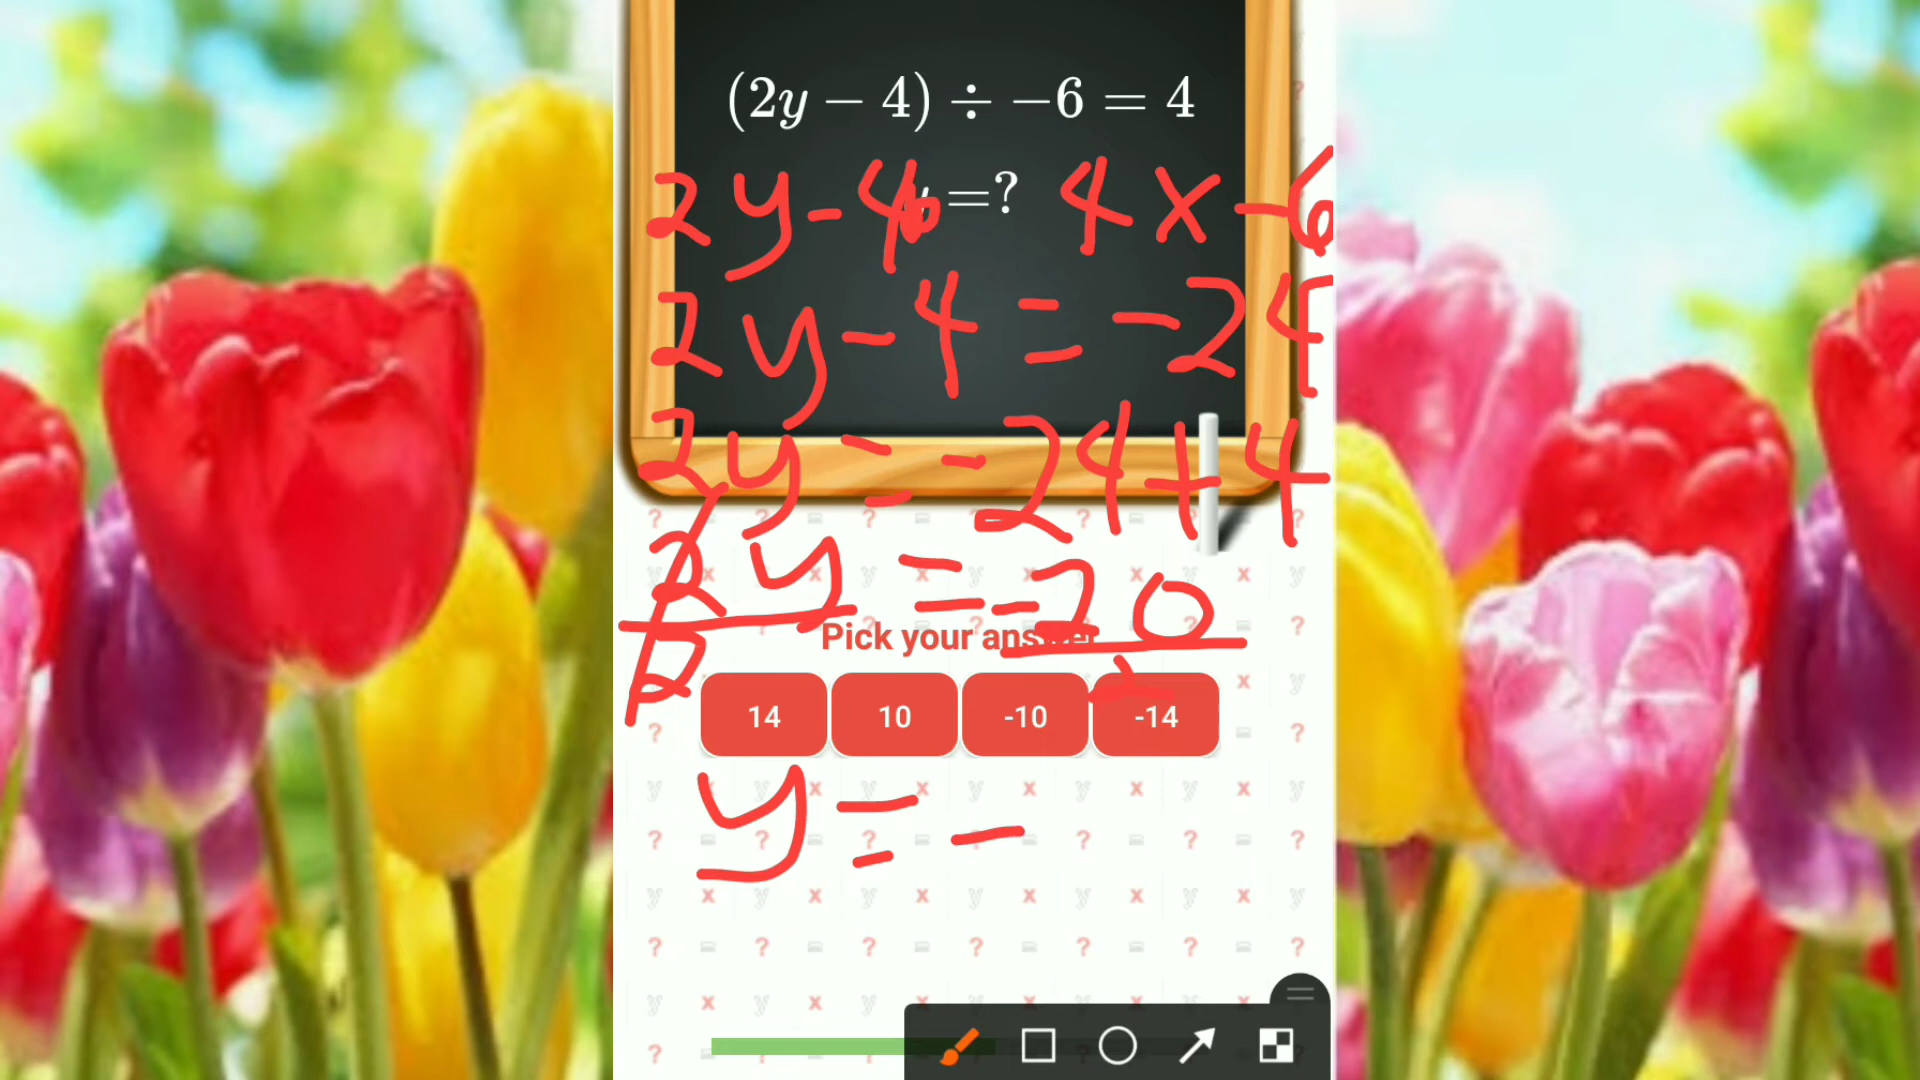 (2y − 4) ÷ −6 = 4
y =?
2y-4 4x-6
2y-4 = -24
2y = -24+4
2y = -20
2 2
Pick your answer
14 10 -10 -14
y = -